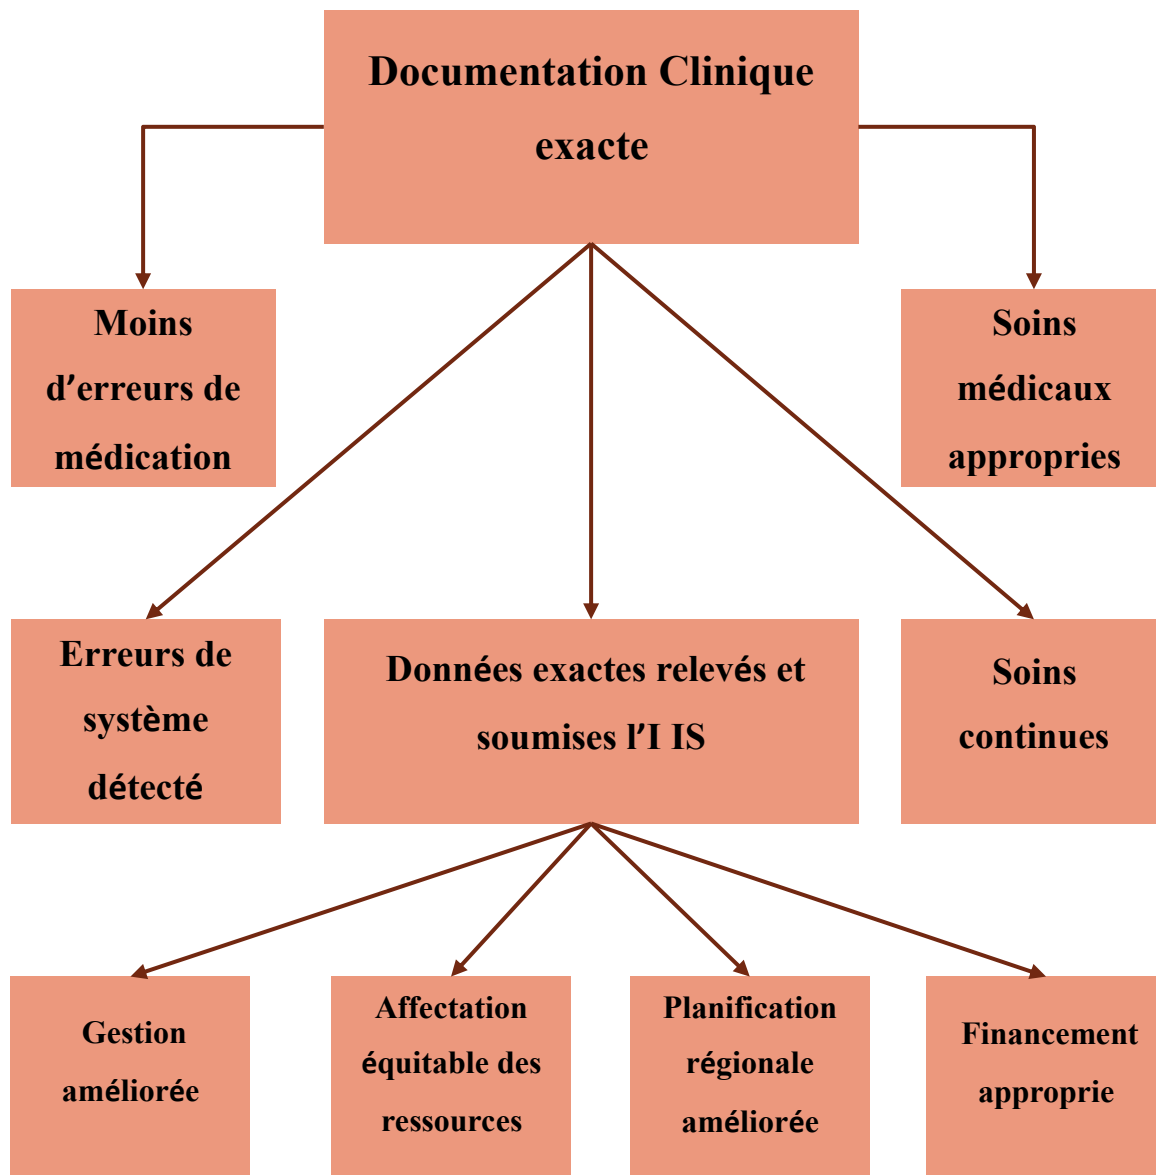 Documentation Clinique
exacte
Moins
d’erreurs de
médication
Soins
médicaux
appropries
Erreurs de
système
détecté
Données exactes relevés et
soumises l’I IS
Soins
continues
Gestion
améliorée
Affectation
équitable des
ressources
Planification
régionale
améliorée
Financement
approprie